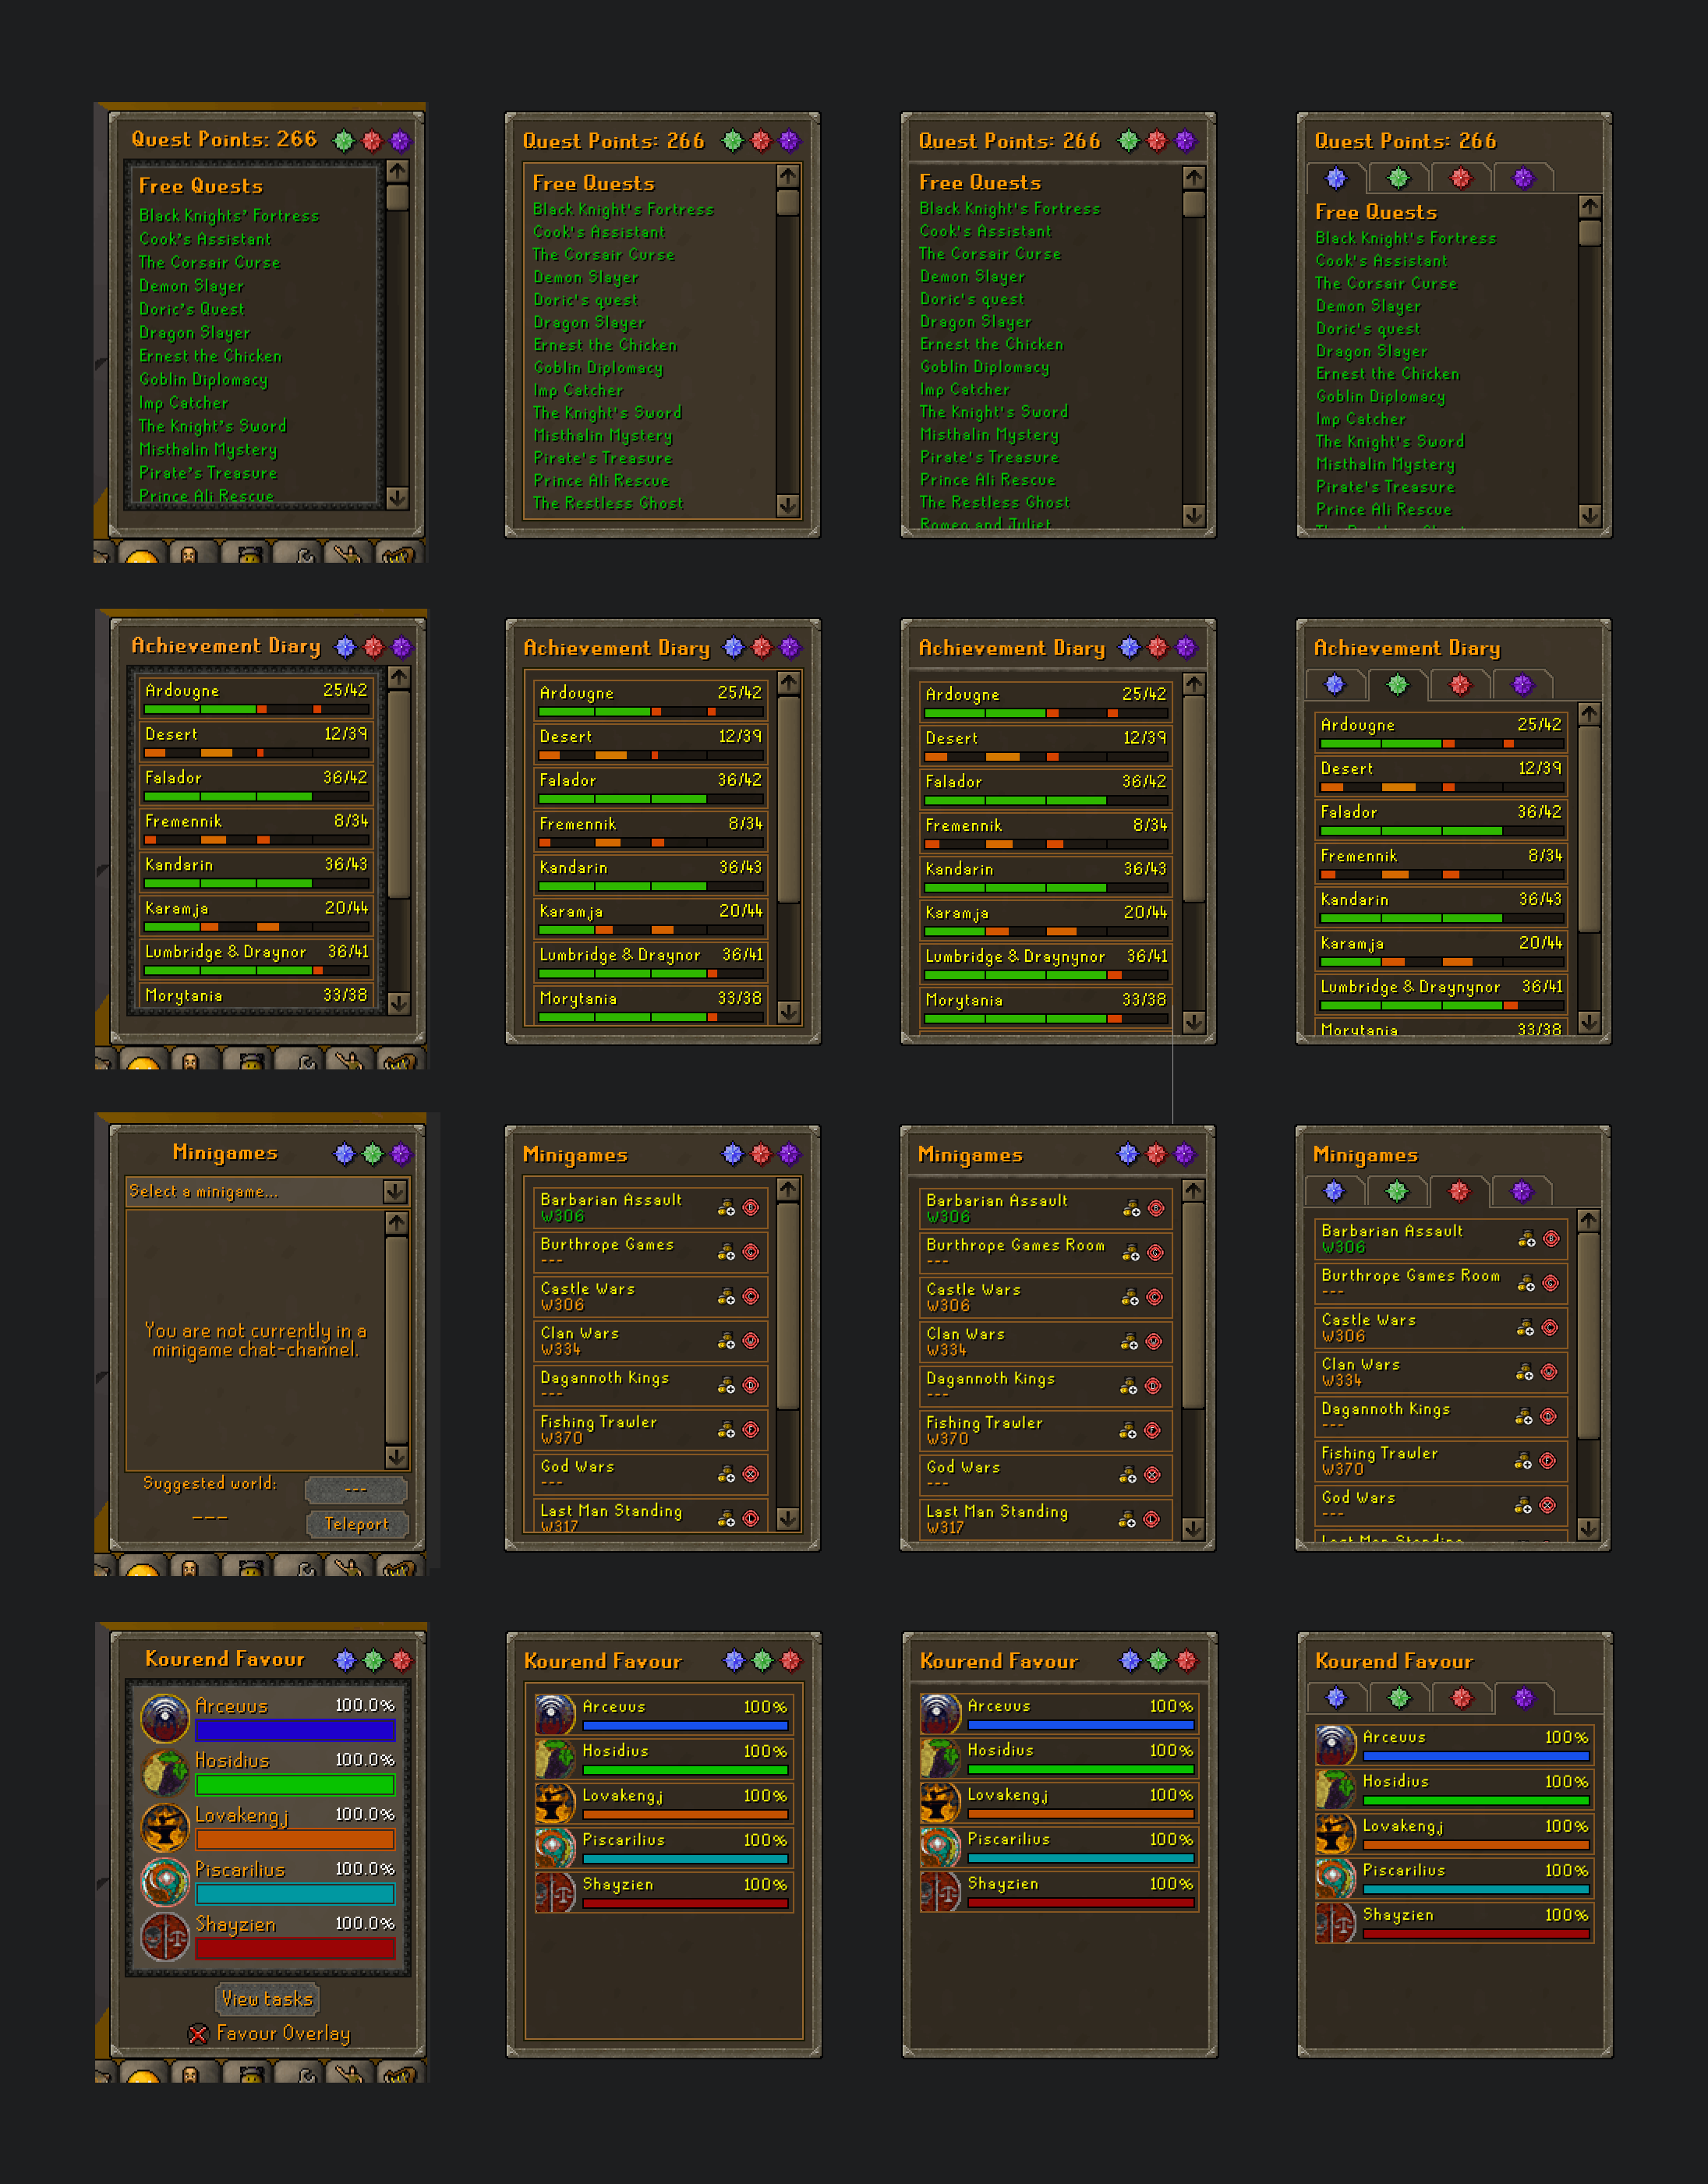 Quest Points: 266
Free Quests
Black Knights' Fortress
Cook's Assistant
The Corsair Curse
Demon Slayer
Doric's Quest
Dragon Slayer
Ernest the Chicken
Goblin Diplomacy
Imp Catcher
The Knight's Sword
Misthalin Mystery
Pirate's Treasure
Prince Ali Rescue
Quest Points: 266
Free Quests
Black Knight's Fortress
Cook's Assistant
The Corsair Curse
Demon Slayer
Doric's quest
Dragon Slayer
Ernest the Chicken
Goblin Diplomacy
Imp Catcher
The Knight's Sword
Misthalin Mystery
Pirate's Treasure
Prince Ali Rescue
The Restless Ghost
Quest Points: 266
Free Quests
Black Knight's Fortress
Cook's Assistant
The Corsair Curse
Demon Slayer
Doric's quest
Dragon Slayer
Ernest the Chicken
Goblin Diplomacy
Imp Catcher
The Knight's Sword
Misthalin Mystery
Pirate's Treasure
Prince Ali Rescue
The Restless Ghost
Romeo and Juliet
Quest Points: 266
Free Quests
Black Knight's Fortress
Cook's Assistant
The Corsair Curse
Demon Slayer
Doric's quest
Dragon Slayer
Ernest the Chicken
Goblin Diplomacy
Imp Catcher
The Knight's Sword
Misthalin Mystery
Pirate's Treasure
Prince Ali Rescue
Achievement Diary
Ardougne 25/42
Desert 12/39
Falador 36/42
Fremennik 8/34
Kandarin 36/43
Karamja 20/44
Lumbridge & Draynor 36/41
Morytania 33/38
Achievement Diary
Ardougne 25/42
Desert 12/39
Falador 36/42
Fremennik 8/34
Kandarin 36/43
Karamja 20/44
Lumbridge & Draynor 36/41
Morytania 33/38
Achievement Diary
Ardougne 25/42
Desert 12/39
Falador 36/42
Fremennik 8/34
Kandarin 36/43
Karamja 20/44
Lumbridge & Draynynor 36/41
Morytania 33/38
Achievement Diary
Ardougne 25/42
Desert 12/39
Falador 36/42
Fremennik 8/34
Kandarin 36/43
Karamja 20/44
Lumbridge & Draynynor 36/41
Morytania 33/38
Minigames
Select a minigame...
You are not currently in a
minigame chat-channel.
Suggested world: ---
--- Teleport
Minigames
Barbarian Assault
W306
Burthrope Games
---
Castle Wars
W306
Clan Wars
W334
Dagannoth Kings
---
Fishing Trawler
W370
God Wars
---
Last Man Standing
W317
Minigames
Barbarian Assault
W306
Burthrope Games Room
---
Castle Wars
W306
Clan Wars
W334
Dagannoth Kings
---
Fishing Trawler
W370
God Wars
---
Last Man Standing
W317
Minigames
Barbarian Assault
W306
Burthrope Games Room
---
Castle Wars
W306
Clan Wars
W334
Dagannoth Kings
---
Fishing Trawler
W370
God Wars
---
Last Man Standing
Kourend Favour
Arceuus 100.0%
Hosidius 100.0%
Lovakengj 100.0%
Piscarilius 100.0%
Shayzien 100.0%
View tasks
Favour Overlay
Kourend Favour
Arceuus 100%
Hosidius 100%
Lovakengj 100%
Piscarilius 100%
Shayzien 100%
Kourend Favour
Arceuus 100%
Hosidius 100%
Lovakengj 100%
Piscarilius 100%
Shayzien 100%
Kourend Favour
Arceuus 100%
Hosidius 100%
Lovakengj 100%
Piscarilius 100%
Shayzien 100%